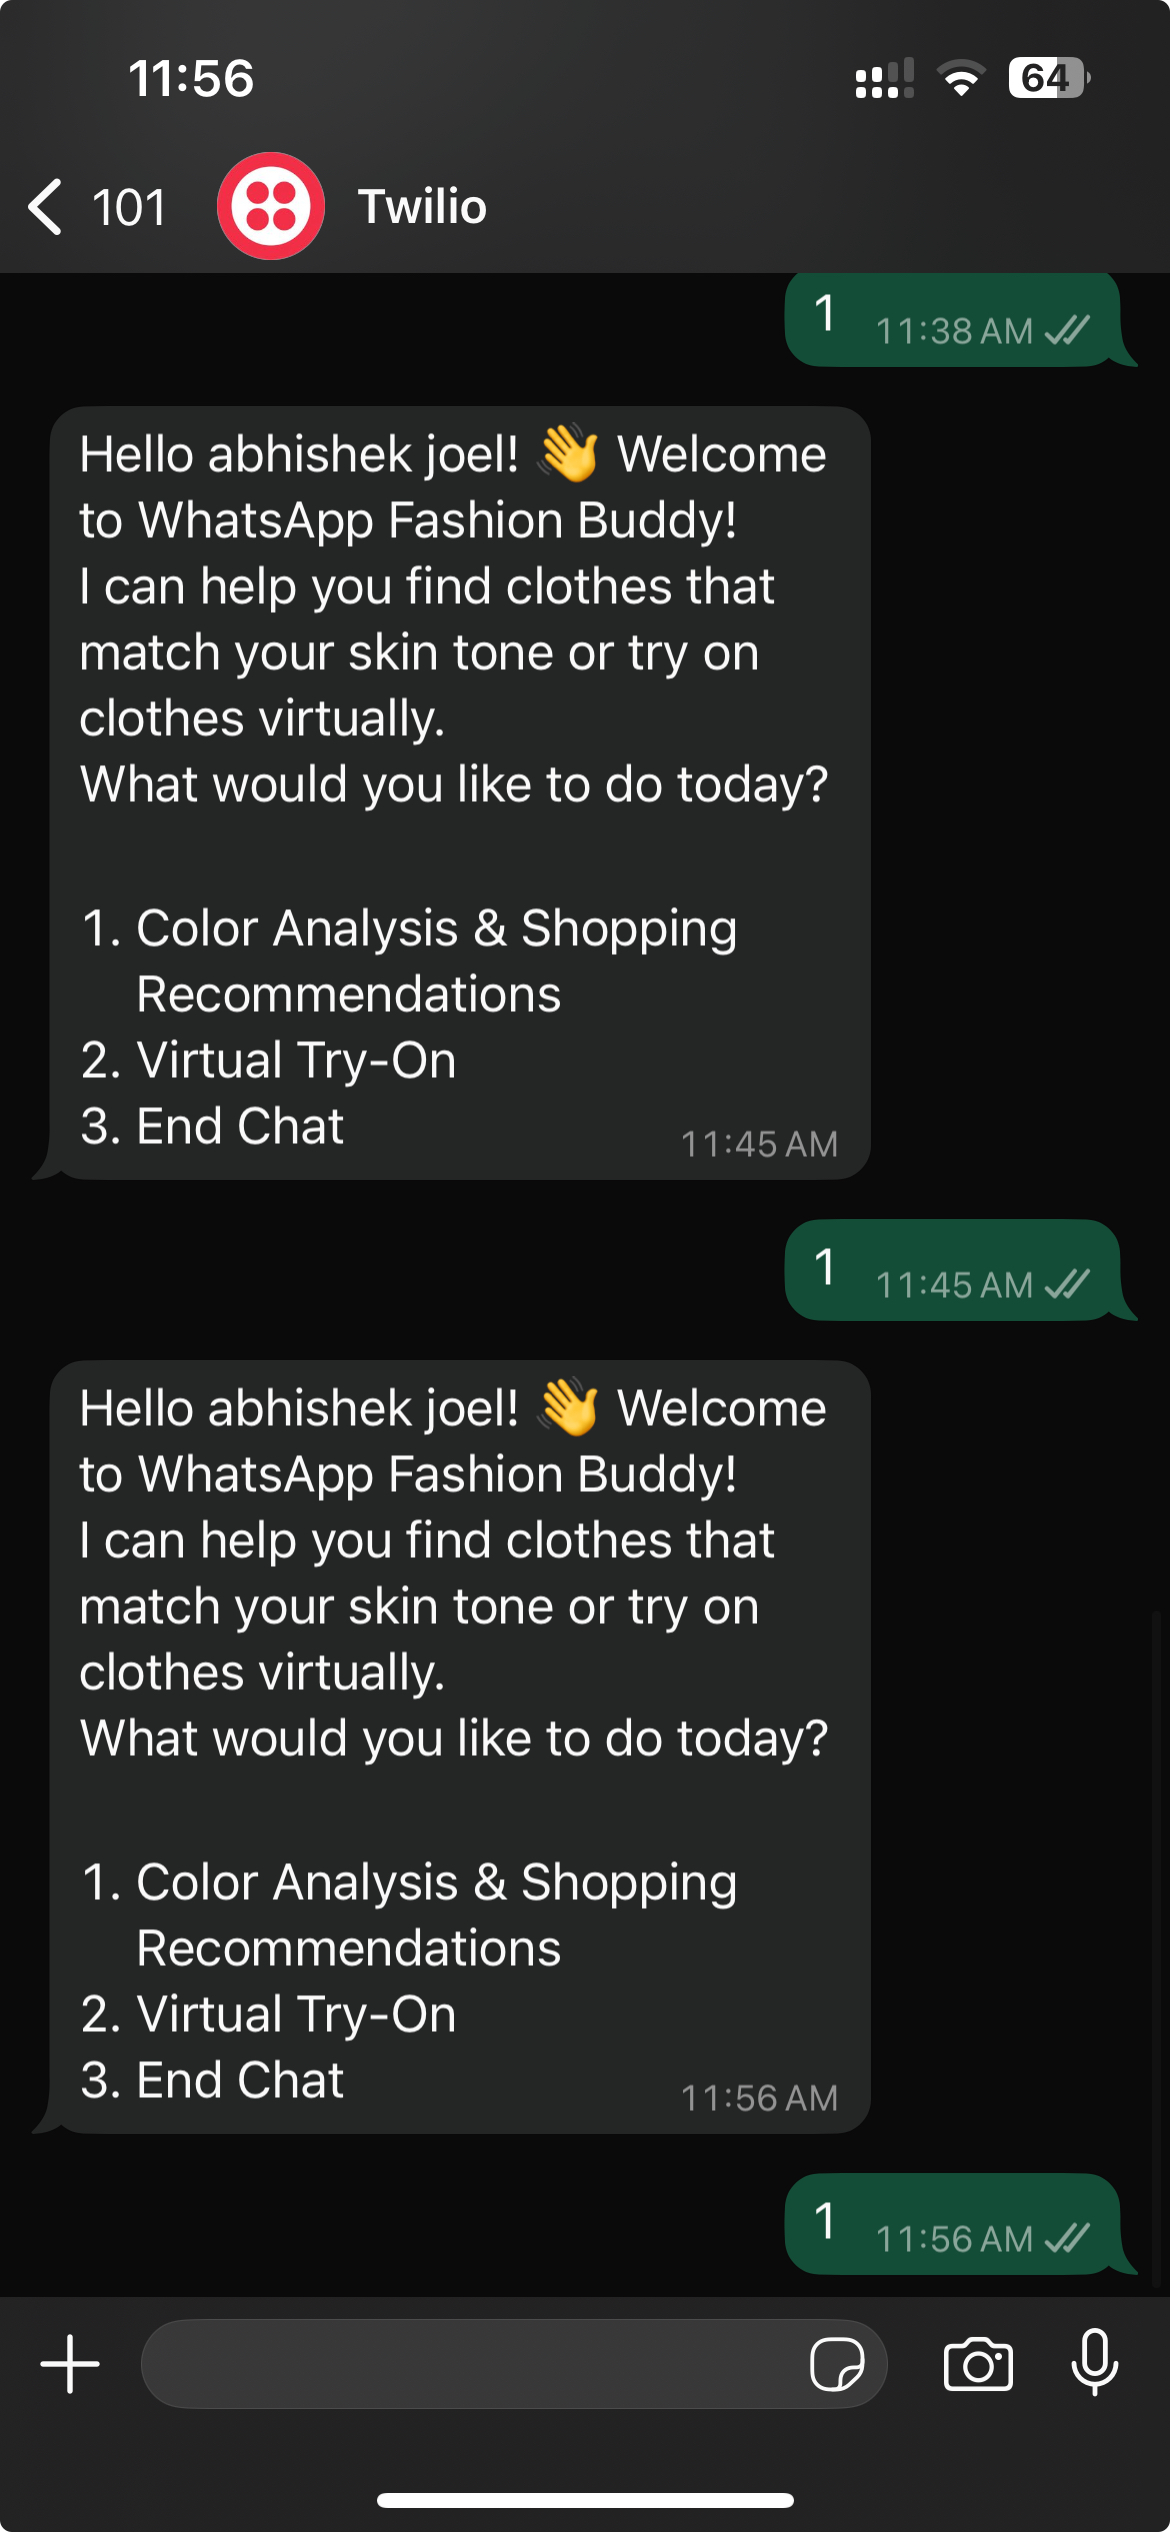 11:56
64
101 Twilio
1 11:38 AM
Hello abhishek joel! 👋 Welcome
to WhatsApp Fashion Buddy!
I can help you find clothes that
match your skin tone or try on
clothes virtually.
What would you like to do today?
1. Color Analysis & Shopping
Recommendations
2. Virtual Try-On
3. End Chat
11:45 AM
1 11:45 AM
Hello abhishek joel! 👋 Welcome
to WhatsApp Fashion Buddy!
I can help you find clothes that
match your skin tone or try on
clothes virtually.
What would you like to do today?
1. Color Analysis & Shopping
Recommendations
2. Virtual Try-On
3. End Chat
11:56 AM
1 11:56 AM